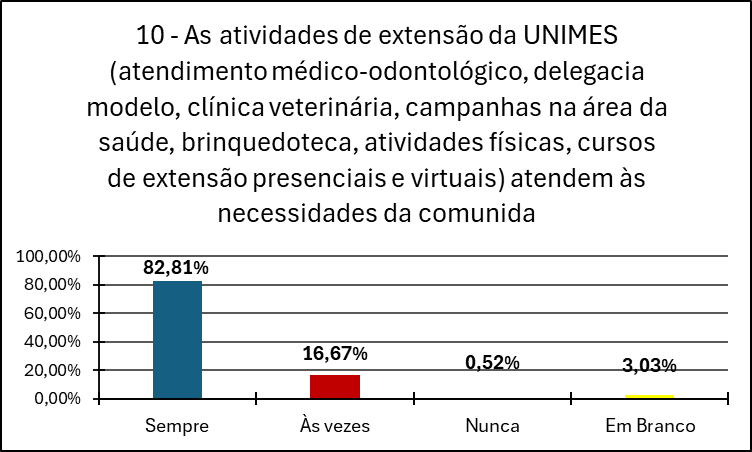 10 - As atividades de extensão da UNIMES
(atendimento médico-odontológico, delegacia
modelo, clínica veterinária, campanhas na área da
saúde, brinquedoteca, atividades físicas, cursos
de extensão presenciais e virtuais) atendem às
necessidades da comunida
100,00%
80,00%
60,00%
40,00%
20,00%
0,00%
82,81%
16,67%
0,52%
3,03%
Sempre
Às vezes
Nunca
Em Branco